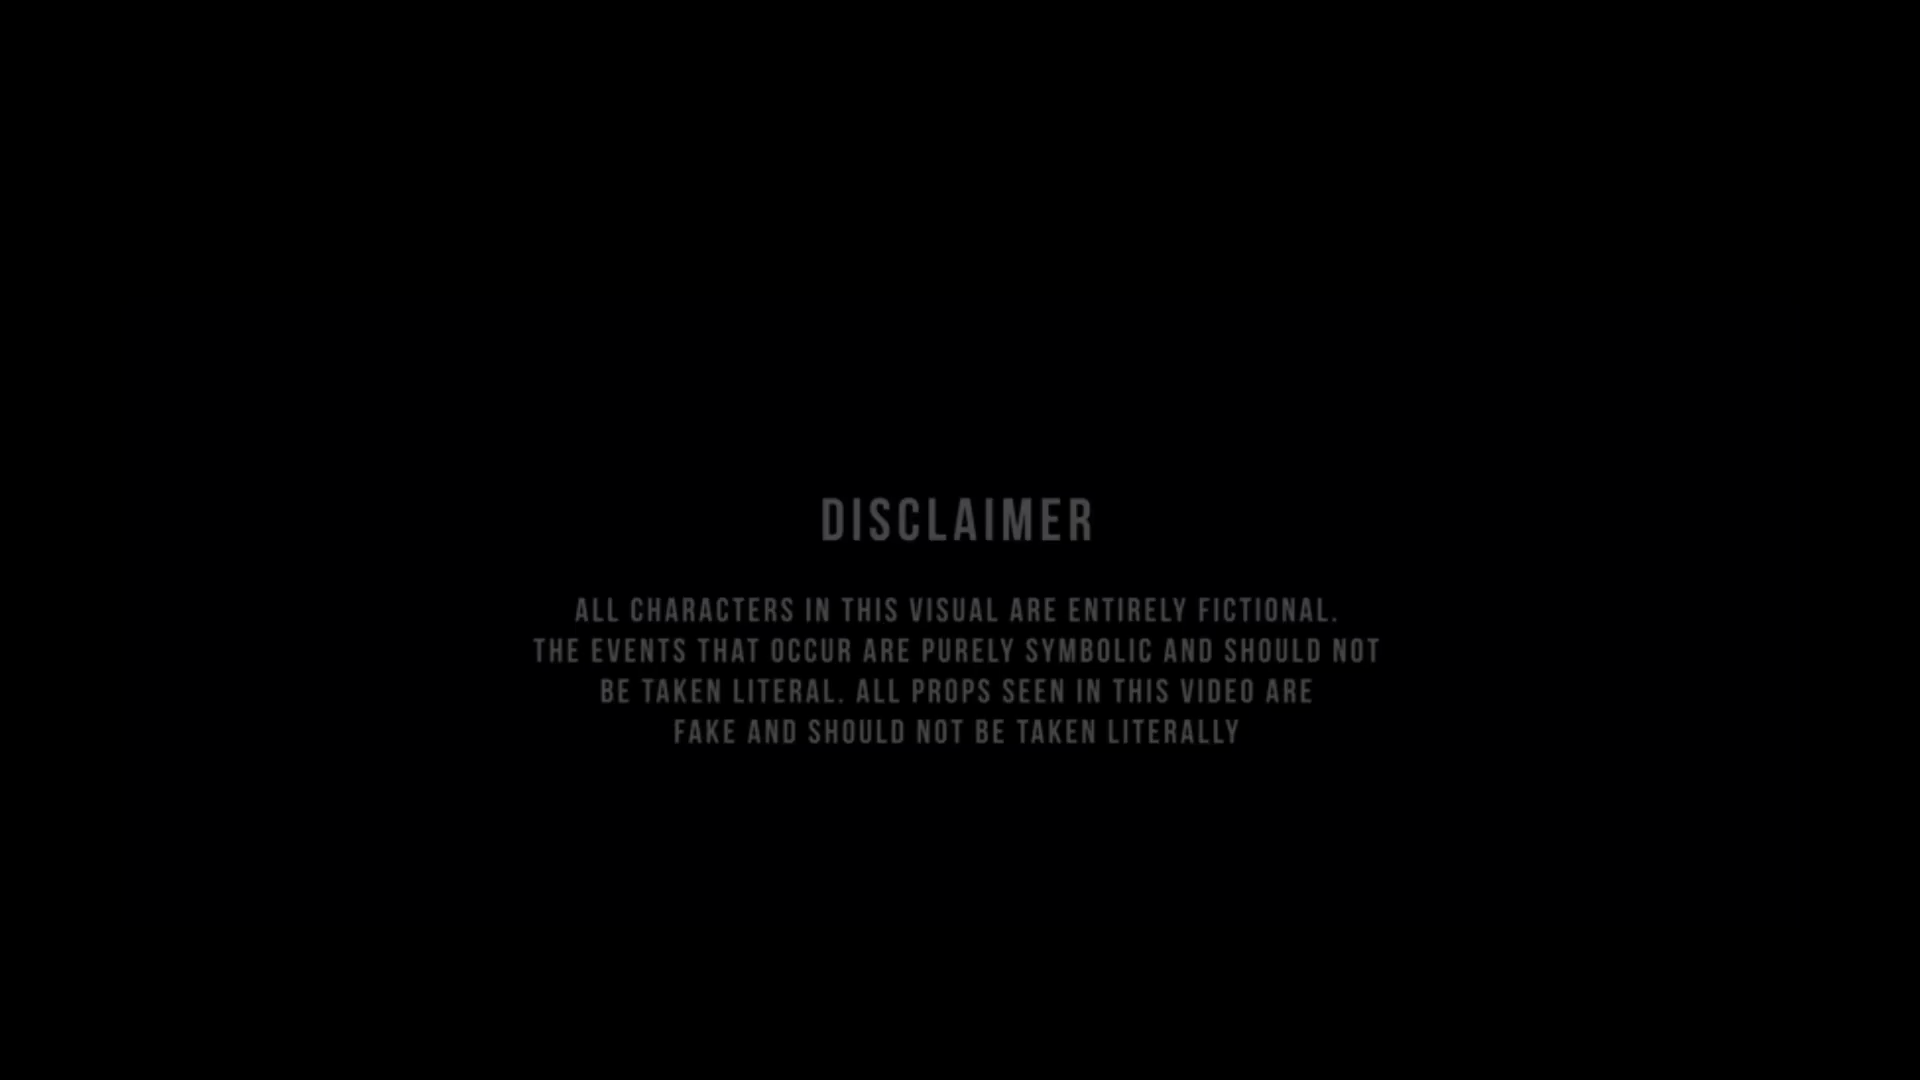 DISCLAIMER
ALL CHARACTERS IN THIS VISUAL ARE ENTIRELY FICTIONAL.
THE EVENTS THAT OCCUR ARE PURELY SYMBOLIC AND SHOULD NOT
BE TAKEN LITERAL. ALL PROPS SEEN IN THIS VIDEO ARE
FAKE AND SHOULD NOT BE TAKEN LITERALLY